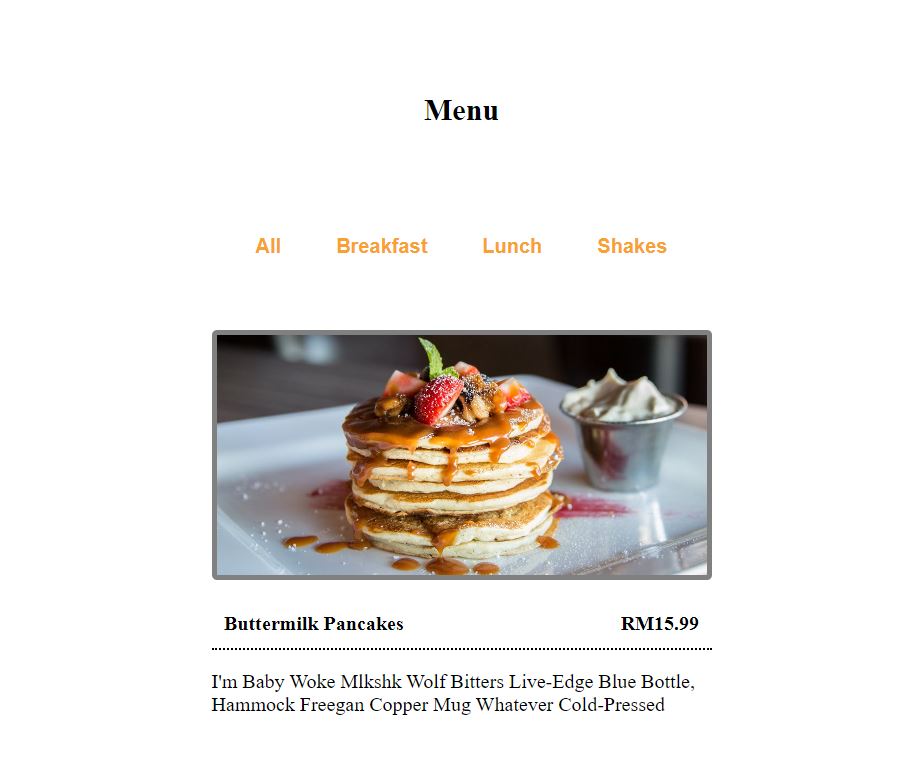 Menu
All Breakfast Lunch Shakes
Buttermilk Pancakes RM15.99
I'm Baby Woke Mlkshk Wolf Bitters Live-Edge Blue Bottle,
Hammock Freegan Copper Mug Whatever Cold-Pressed